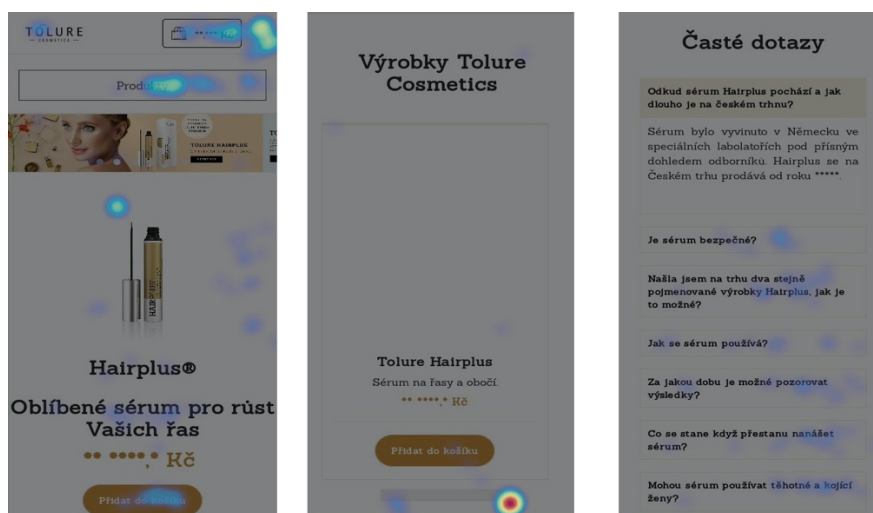 TOLURE
— COSMETICS —
**,***,* Kč
Produkty
TOLURE HAIRPLUS
TO
HAIRPLUS
Hairplus®
Oblíbené sérum pro růst
Vašich řas
** ****,* Kč
Přidat do košíku
Výrobky Tolure
Cosmetics
Tolure Hairplus
Sérum na řasy a obočí.
** ****,* Kč
Přidat do košíku
Časté dotazy
Odkud sérum Hairplus pochází a jak
dlouho je na českém trhnu?
Sérum bylo vyvinuto v Německu ve
speciálních labolatořích pod přísným
dohledem odborníků. Hairplus se na
Českém trhu prodává od roku *****.
Je sérum bezpečné?
Našla jsem na trhu dva stejně
pojmenované výrobky Hairplus, jak je
to možné?
Jak se sérum používá?
Za jakou dobu je možné pozorovat
výsledky?
Co se stane když přestanu nanášet
sérum?
Mohou sérum používat těhotné a kojící
ženy?